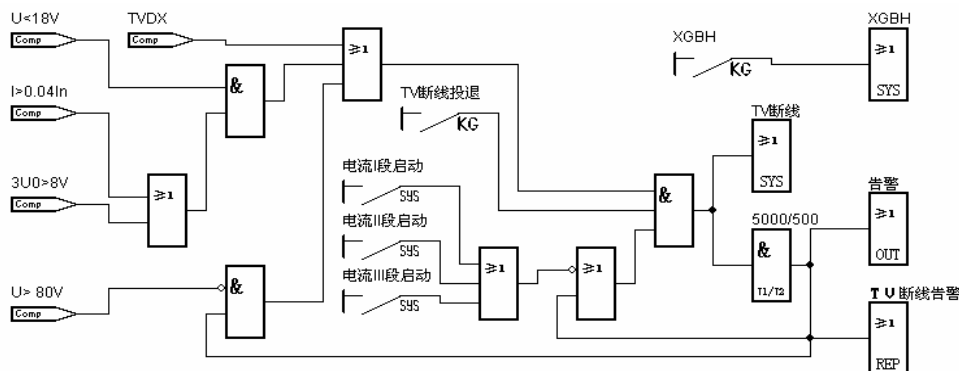 U<18V
TVDX
XGBH
Comp
Comp
≥1
XGBH
KG
≥1
SYS
&
I>0.04In
Comp
TV断线投退
KG
TV断线
≥1
SYS
3U0>8V
Comp
≥1
电流I段启动
SYS
&
告警
≥1
OUT
电流II段启动
SYS
5000/500
&
T1/T2
≥1
≥1
电流III段启动
SYS
U> 80V
Comp
&
TV断线告警
≥1
REP